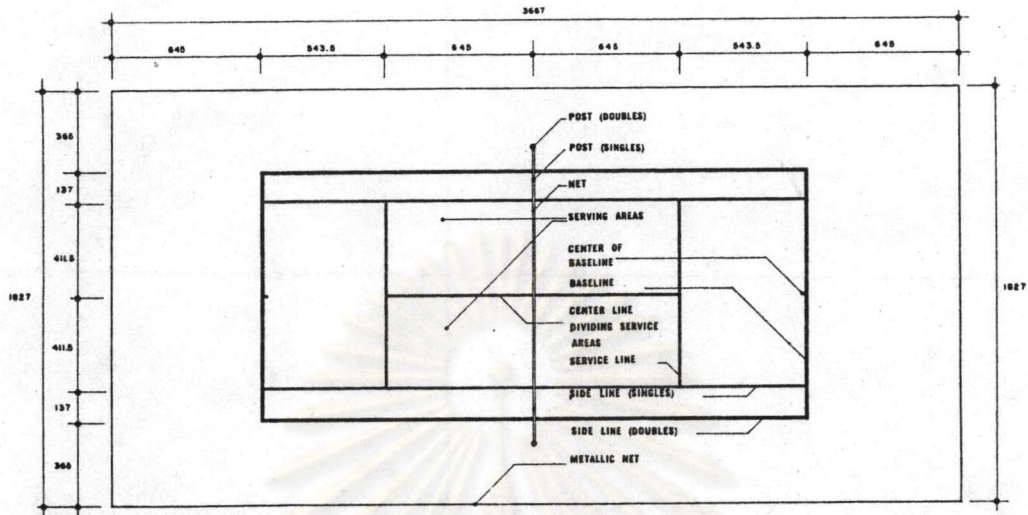 3667
645 543.5 645 645 543.5 645
365
137
411.5
1827
411.5
137
365
POST (DOUBLES)
POST (SINGLES)
NET
SERVING AREAS
CENTER OF
BASELINE
BASELINE
CENTER LINE
DIVIDING SERVICE
AREAS
SERVICE LINE
SIDE LINE (SINGLES)
SIDE LINE (DOUBLES)
METALLIC NET
1827